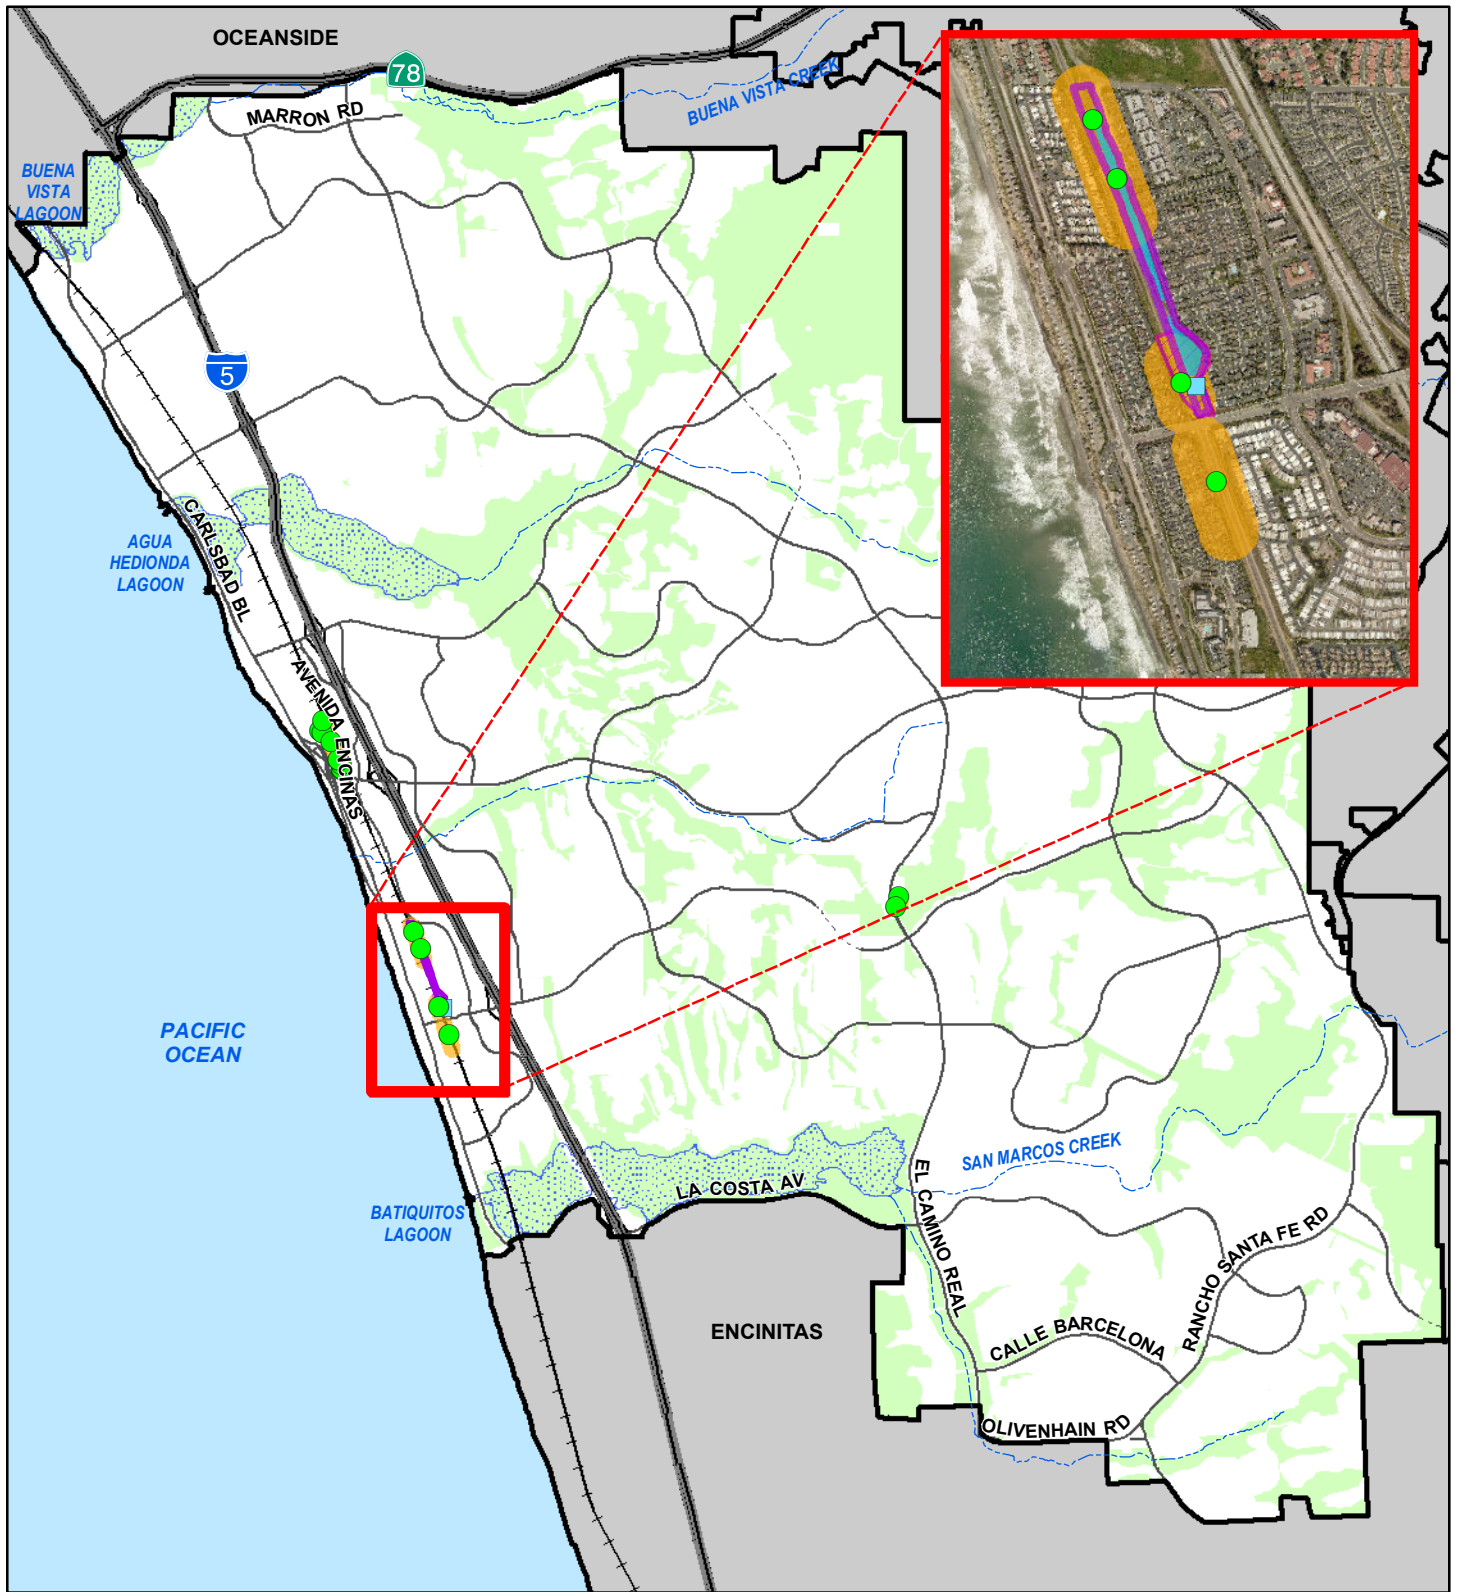 OCEANSIDE
78
MARRON RD
BUENA VISTA CREEK
BUENA
VISTA
LAGOON
5
CARLSBAD BL
AGUA
HEDIONDA
LAGOON
AVENIDA ENCINAS
PACIFIC
OCEAN
SAN MARCOS CREEK
LA COSTA AV
BATIQUITOS
LAGOON
EL CAMINO REAL
RANCHO SANTA FE RD
ENCINITAS
CALLE BARCELONA
OLIVENHAIN RD